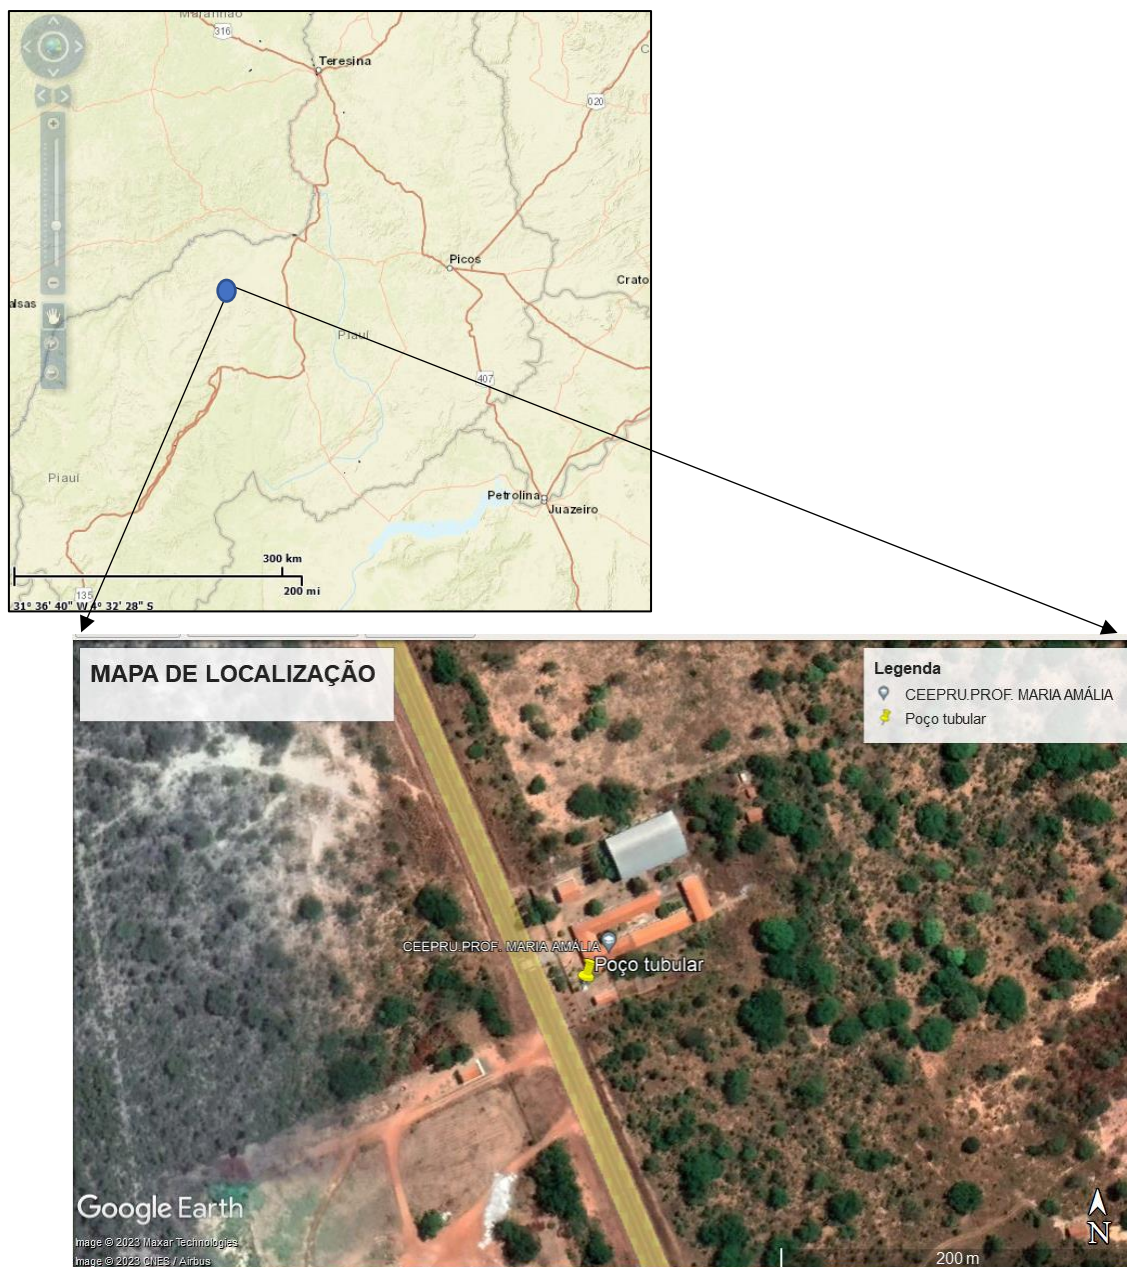 Maranhão
316
Teresina
020
Picos
Crato
alsas
Piauí
407
Piauí
Petrolina
Juazeiro
300 km
200 mi
135
31° 36' 40" W 4° 32' 28" S
MAPA DE LOCALIZAÇÃO
Legenda
CEEPRU.PROF. MARIA AMÁLIA
Poço tubular
CEEPRU.PROF. MARIA AMÁLIA
Poço tubular
Google Earth
Image © 2023 Maxar Technologies
Image © 2023 CNES / Airbus
200 m
N